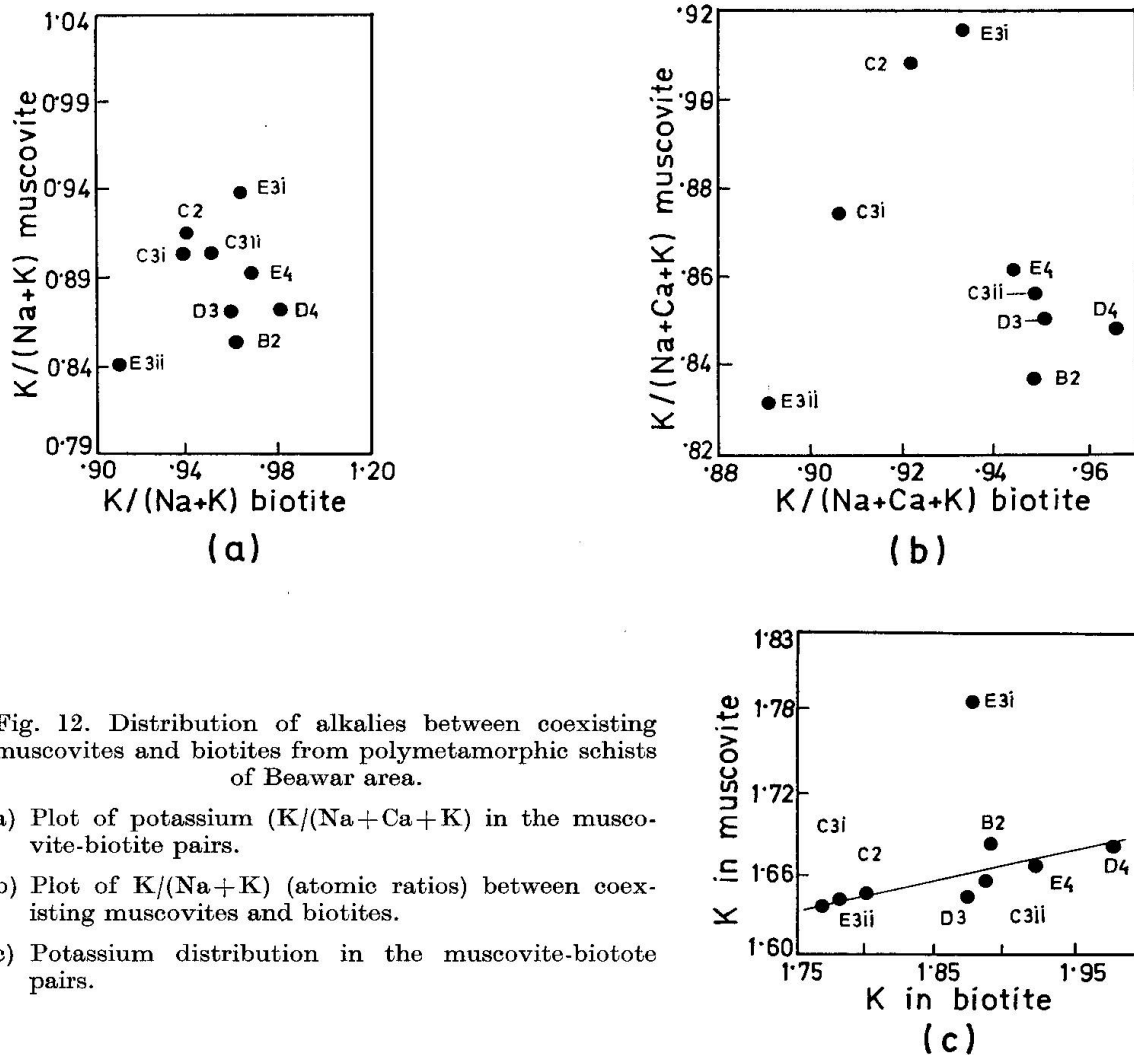 1·04
0·99
0·94
0·89
0·84
0·79
K/(Na+K) muscovite
E3i
C2
C3i
C3ii
E4
D3
D4
B2
E3ii
·90 ·94 ·98 1·20
K/(Na+K) biotite
(a)
·92
·90
·88
·86
·84
·82
K/(Na+Ca+K) muscovite
E3i
C2
C3i
E4
C3ii
D3
D4
B2
E3ii
·88 ·90 ·92 ·94 ·96
K/(Na+Ca+K) biotite
(b)
Fig. 12. Distribution of alkalies between coexisting
muscovites and biotites from polymetamorphic schists
of Beawar area.
a) Plot of potassium (K/(Na+Ca+K) in the musco-
vite-biotite pairs.
b) Plot of K/(Na+K) (atomic ratios) between coex-
isting muscovites and biotites.
c) Potassium distribution in the muscovite-biotote
pairs.
1·83
1·78
1·72
1·66
1·60
K in muscovite
E3i
C3i
C2
B2
D4
E4
E3ii
D3
C3ii
1·75 1·85 1·95
K in biotite
(c)